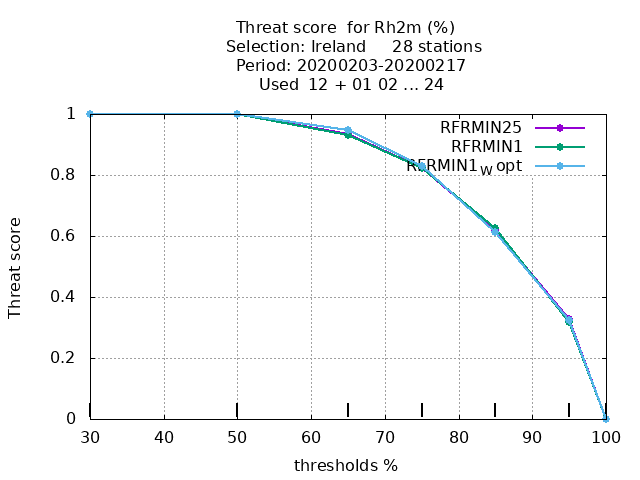 Threat score for Rh2m (%)
Selection: Ireland 28 stations
Period: 20200203-20200217
Used 12 + 01 02 ... 24
RFRMIN25
RFRMIN1
RFRMIN1W opt
Threat score
1
0.8
0.6
0.4
0.2
0
30 40 50 60 70 80 90 100
thresholds %